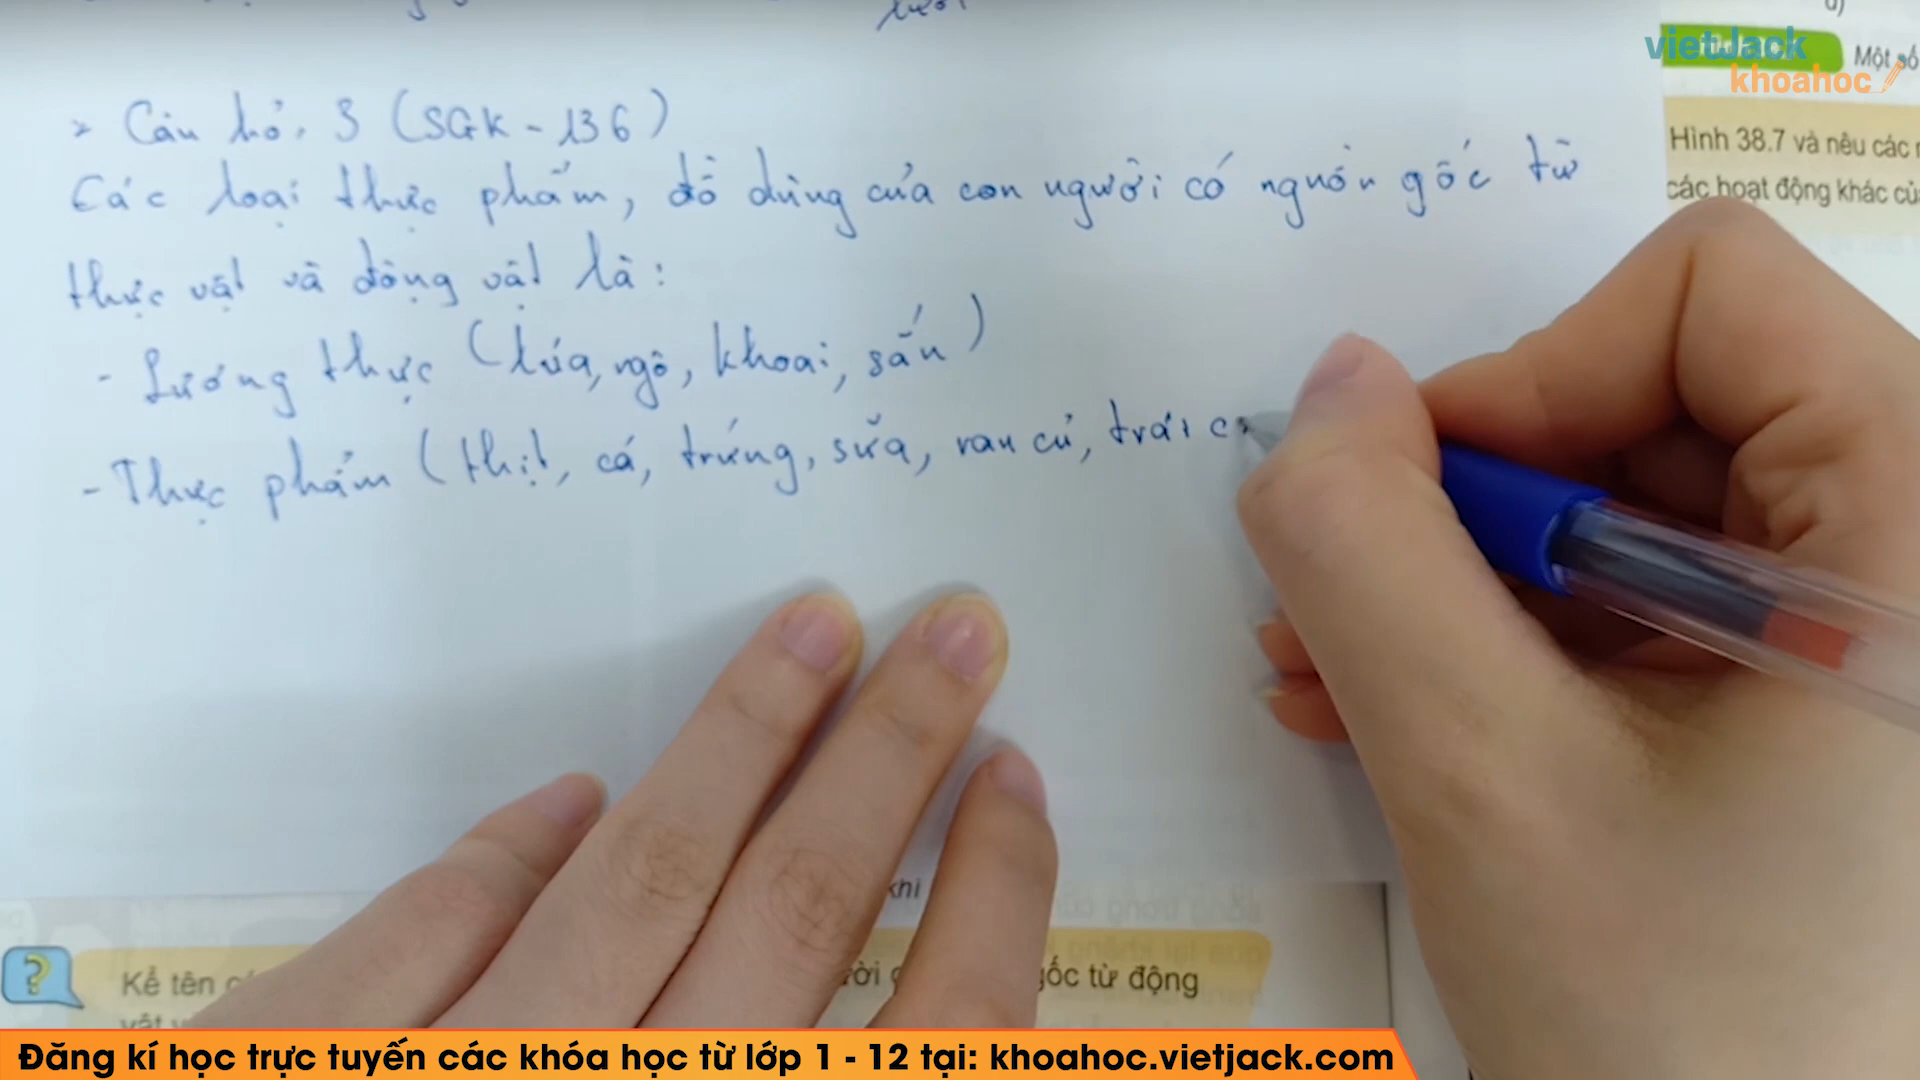 d)
vietJack
khoahoc
Một số
Câu hỏi 3 (SGK - 136)
Hình 38.7 và nêu các
Các loại thực phẩm, đồ dùng của con người có nguồn gốc từ
các hoạt động khác củ
thực vật và động vật là:
- Lương thực (lúa, ngô, khoai, sắn)
- Thực phẩm (thịt, cá, trứng, sữa, rau củ, trái c
khi
?
Kể tên
gốc từ động
Đăng kí học trực tuyến các khóa học từ lớp 1 - 12 tại: khoahoc.vietjack.com